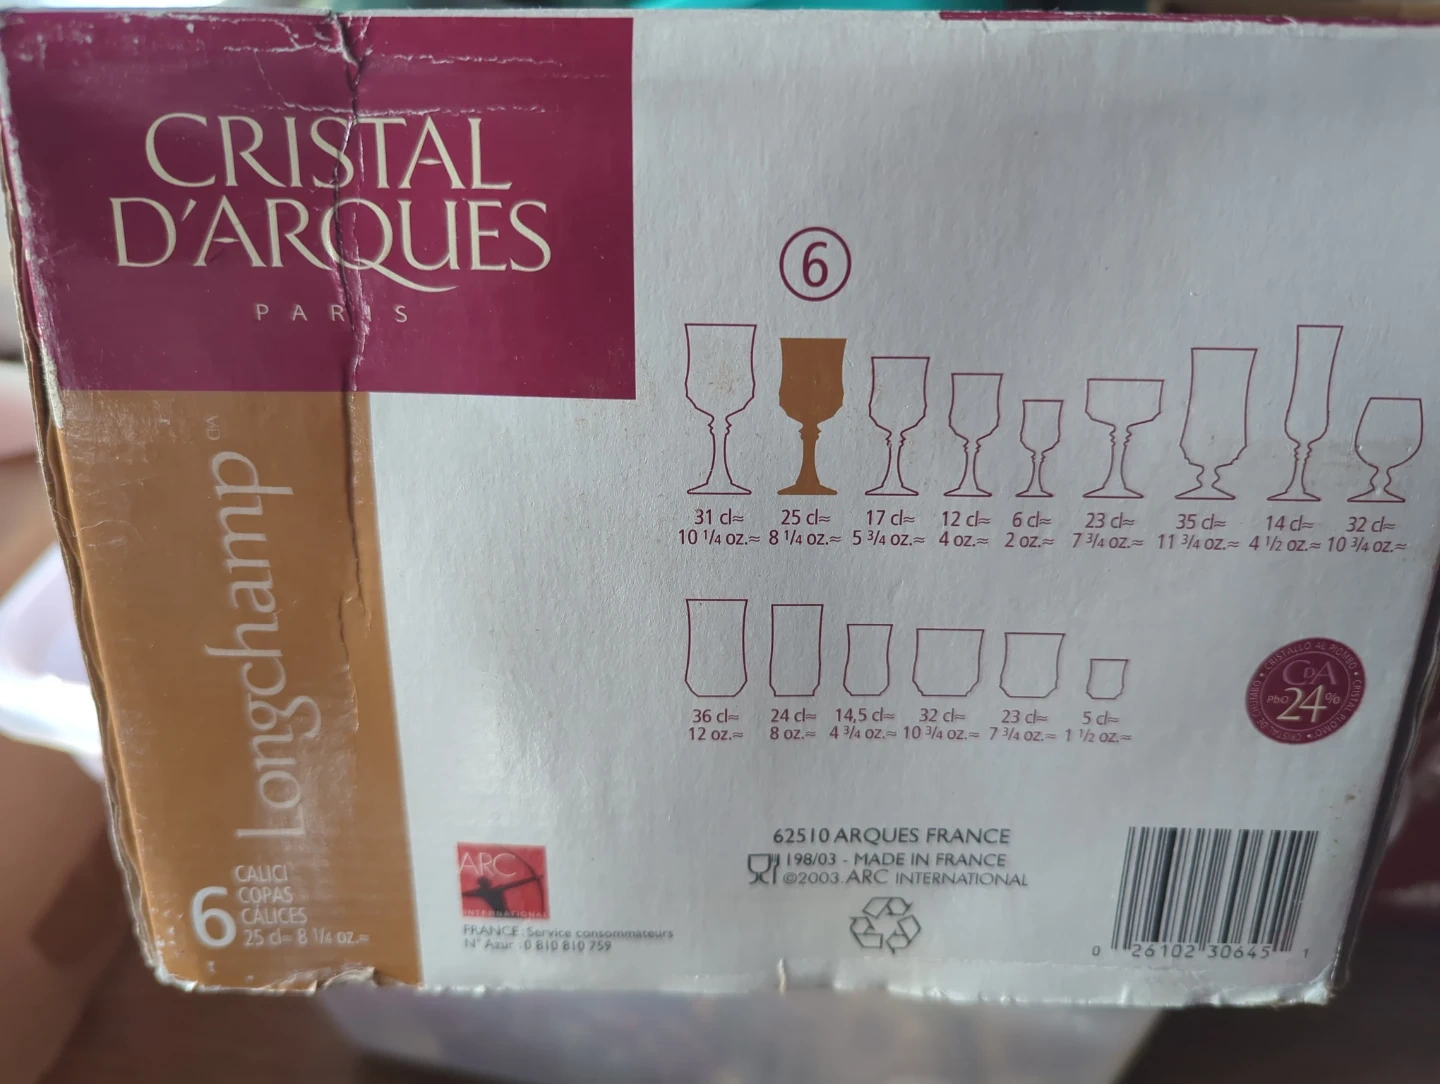 CRISTAL
D'ARQUES
PARIS
Longchamp
6
CALICI
COPAS
CÁLICES
25 cl≈ 8 1/4 oz.≈
6
31 cl≈ 25 cl≈ 17 cl≈ 12 cl≈ 6 cl≈ 23 cl≈ 35 cl≈ 14 cl≈ 32 cl≈
10 1/4 oz.≈ 8 1/4 oz.≈ 5 3/4 oz.≈ 4 oz.≈ 2 oz.≈ 7 3/4 oz.≈ 11 3/4 oz.≈ 4 1/2 oz.≈ 10 3/4 oz.≈
36 cl≈ 24 cl≈ 14,5 cl≈ 32 cl≈ 23 cl≈ 5 cl≈
12 oz.≈ 8 oz.≈ 4 3/4 oz.≈ 10 3/4 oz.≈ 7 3/4 oz.≈ 1 1/2 oz.≈
CRISTALLO AL PIOMBO • CRISTAL PLOMO • CRISTAL DE CHUMBO •
CDA
PbO 24%
ARC
INTERNATIONAL
FRANCE : Service consommateurs
N° Azur : 0 810 810 759
62510 ARQUES FRANCE
198/03 - MADE IN FRANCE
©2003 ARC INTERNATIONAL
0 26102 30645 1